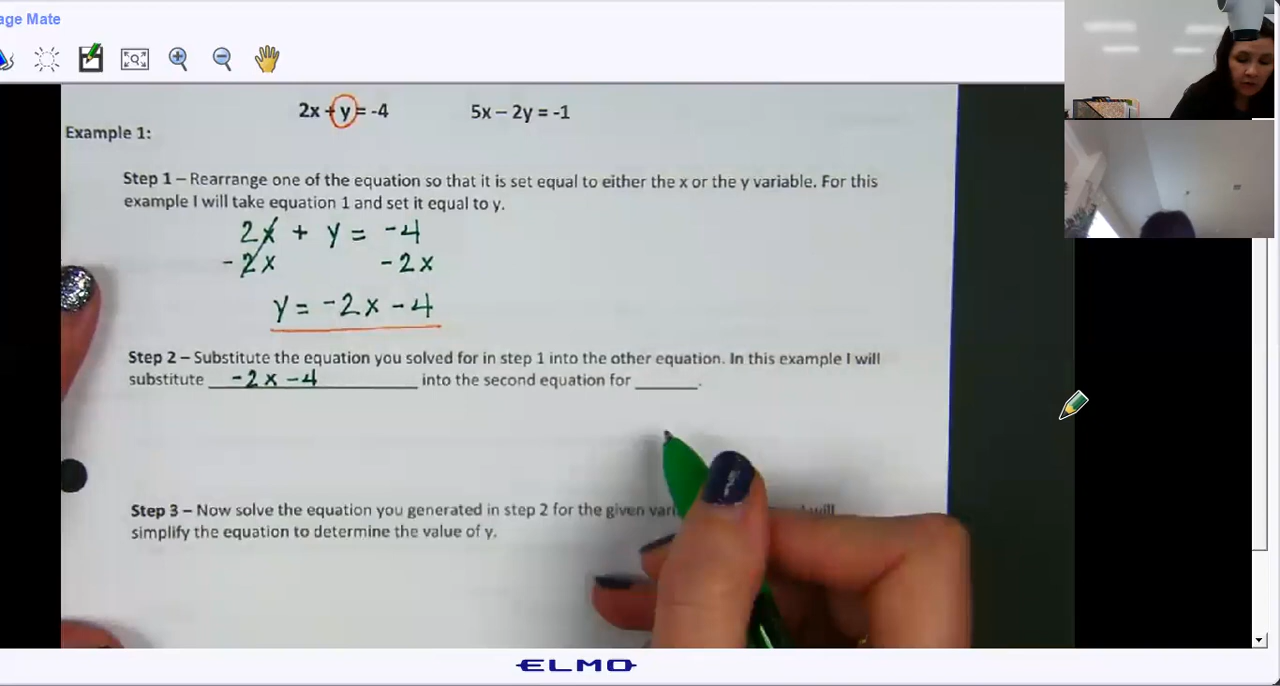 age Mate
2x + y = -4 5x – 2y = -1
Example 1:
Step 1 – Rearrange one of the equation so that it is set equal to either the x or the y variable. For this
example I will take equation 1 and set it equal to y.
2x + y = -4
-2x -2x
y = -2x -4
Step 2 – Substitute the equation you solved for in step 1 into the other equation. In this example I will
substitute -2x -4 into the second equation for ______.
Step 3 – Now solve the equation you generated in step 2 for the given will
simplify the equation to determine the value of y.
ELMO